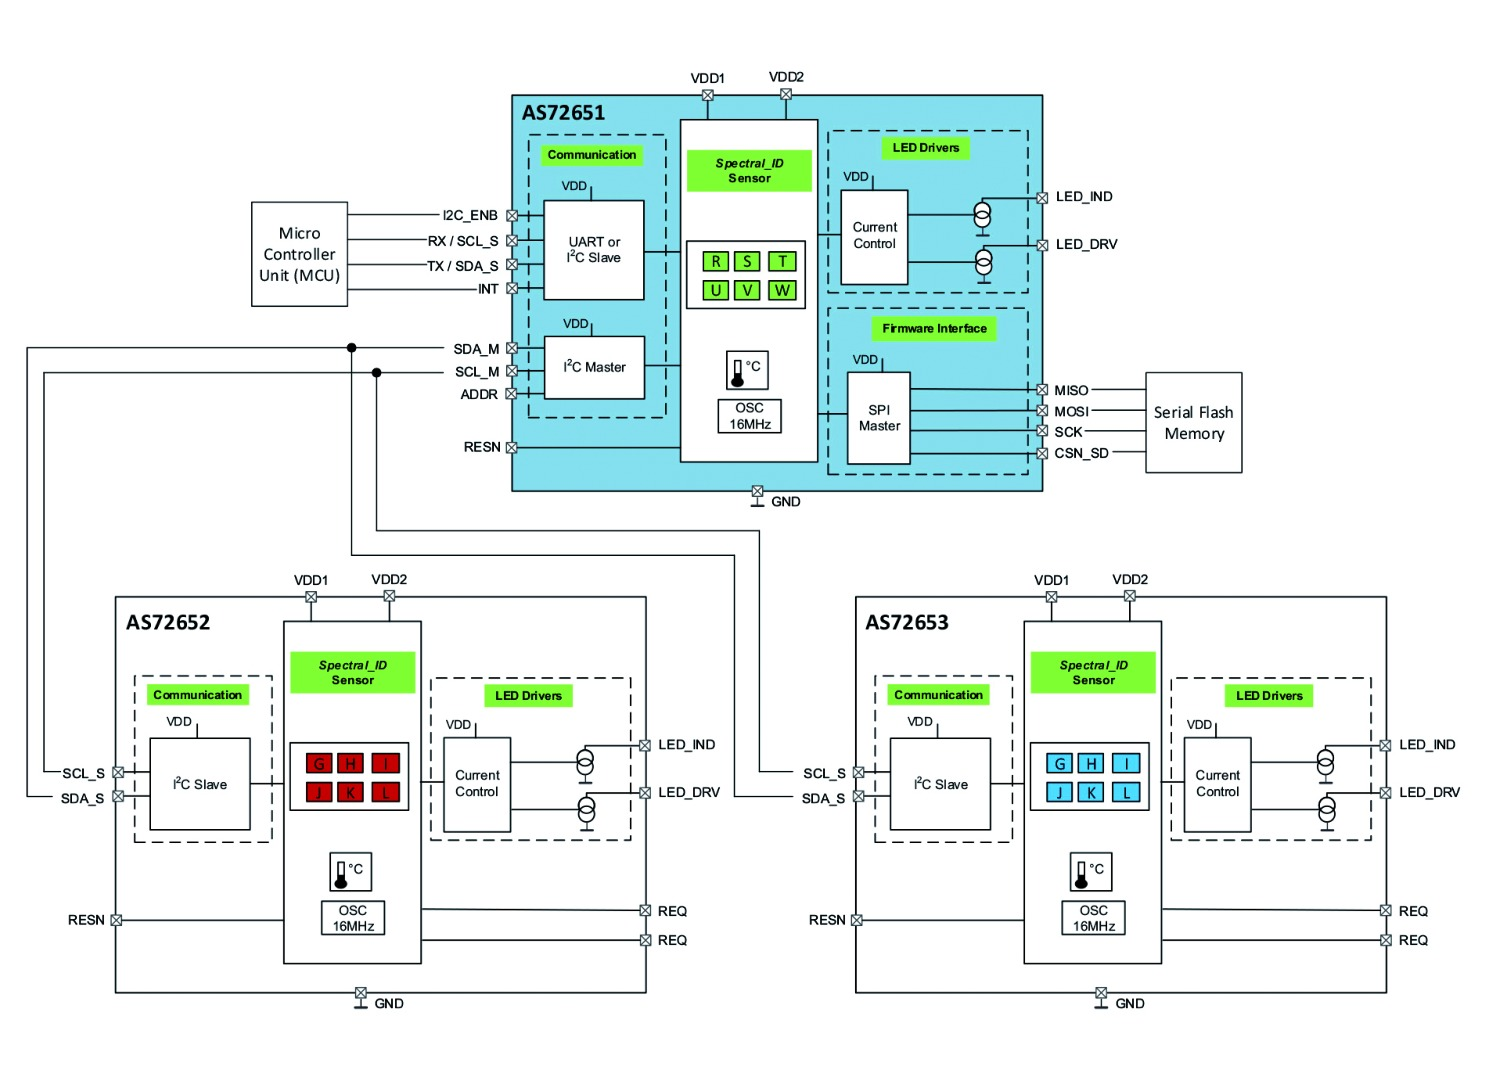 VDD1
VDD2
AS72651
Communication
VDD
UART or
I²C Slave
VDD
I²C Master
Spectral_ID
Sensor
R S T
U V W
°C
OSC
16MHz
LED Drivers
VDD
Current
Control
Firmware Interface
VDD
SPI
Master
Micro
Controller
Unit (MCU)
I2C_ENB
RX / SCL_S
TX / SDA_S
INT
SDA_M
SCL_M
ADDR
RESN
LED_IND
LED_DRV
MISO
MOSI
SCK
CSN_SD
Serial Flash
Memory
GND
VDD1
VDD2
AS72652
Communication
VDD
I²C Slave
Spectral_ID
Sensor
G H I
J K L
°C
OSC
16MHz
LED Drivers
VDD
Current
Control
SCL_S
SDA_S
RESN
LED_IND
LED_DRV
REQ
REQ
GND
VDD1
VDD2
AS72653
Communication
VDD
I²C Slave
Spectral_ID
Sensor
G H I
J K L
°C
OSC
16MHz
LED Drivers
VDD
Current
Control
SCL_S
SDA_S
RESN
LED_IND
LED_DRV
REQ
REQ
GND